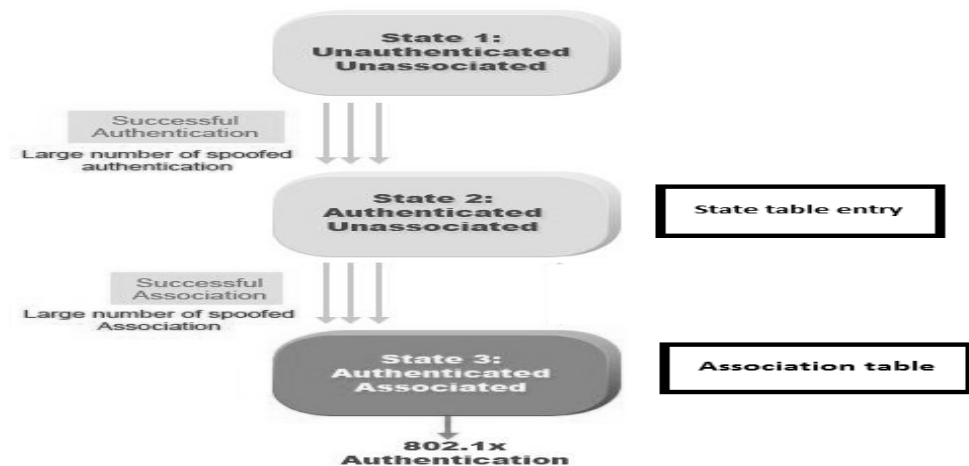 State 1:
Unauthenticated
Unassociated
Successful
Authentication
Large number of spoofed
authentication
State 2:
Authenticated
Unassociated
State table entry
Successful
Association
Large number of spoofed
Association
State 3:
Authenticated
Associated
Association table
802.1x
Authentication